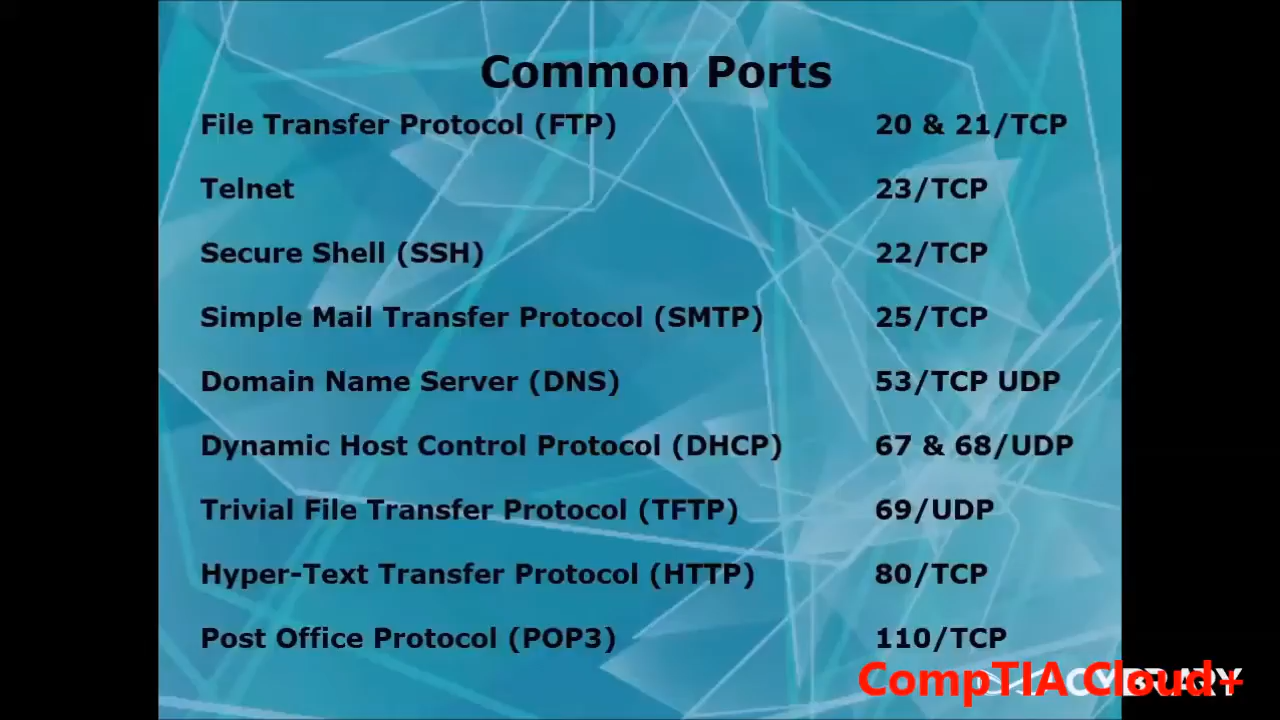 Common Ports
File Transfer Protocol (FTP) 20 & 21/TCP
Telnet 23/TCP
Secure Shell (SSH) 22/TCP
Simple Mail Transfer Protocol (SMTP) 25/TCP
Domain Name Server (DNS) 53/TCP UDP
Dynamic Host Control Protocol (DHCP) 67 & 68/UDP
Trivial File Transfer Protocol (TFTP) 69/UDP
Hyper-Text Transfer Protocol (HTTP) 80/TCP
Post Office Protocol (POP3) 110/TCP
CompTIA Cloud+
CYBRARY